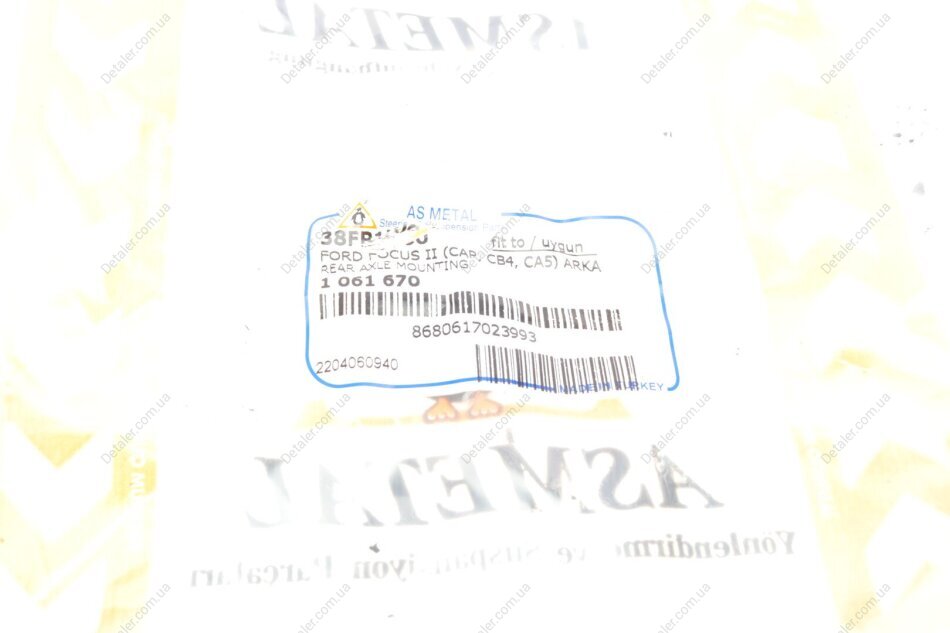 ASMETAL
AS METAL
fit to / uygun
FORD FOCUS II (CAP, CB4, CA5) ARKA
REAR AXLE MOUNTING
1 061 670
8680617023993
2204060940
MADE IN TURKEY
ASMETAL
Yönlendirme ve Süspansiyon Parçaları
Detaler.com.ua